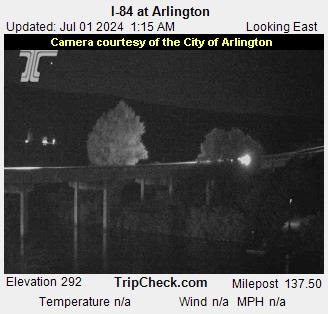 I-84 at Arlington
Updated: Jul 01 2024 1:15 AM Looking East
Camera courtesy of the City of Arlington
Elevation 292 TripCheck.com Milepost 137.50
Temperature n/a Wind n/a MPH n/a